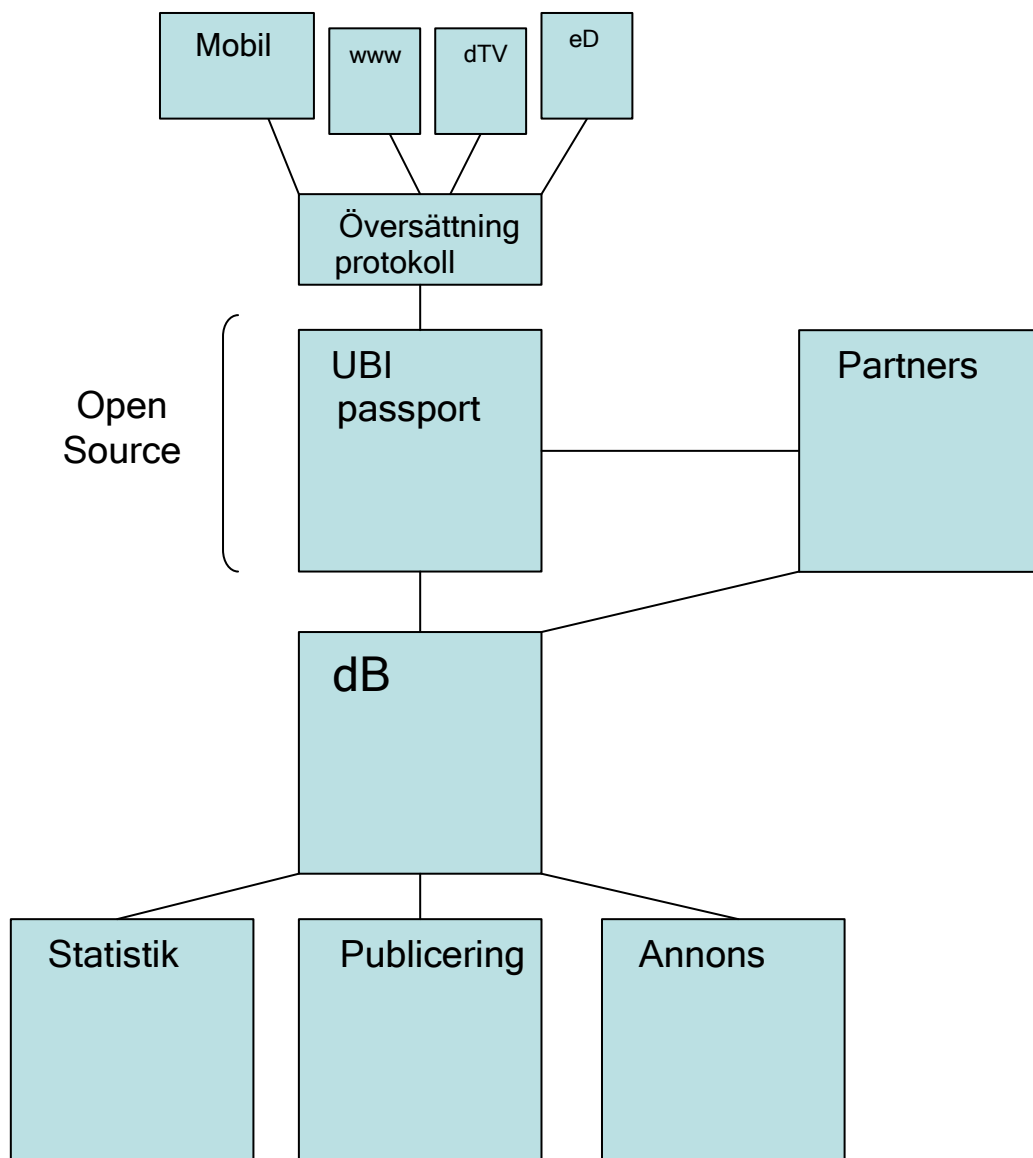 Mobil
www
dTV
eD
Översättning
protokoll
UBI
passport
Partners
Open
Source
dB
Statistik
Publicering
Annons